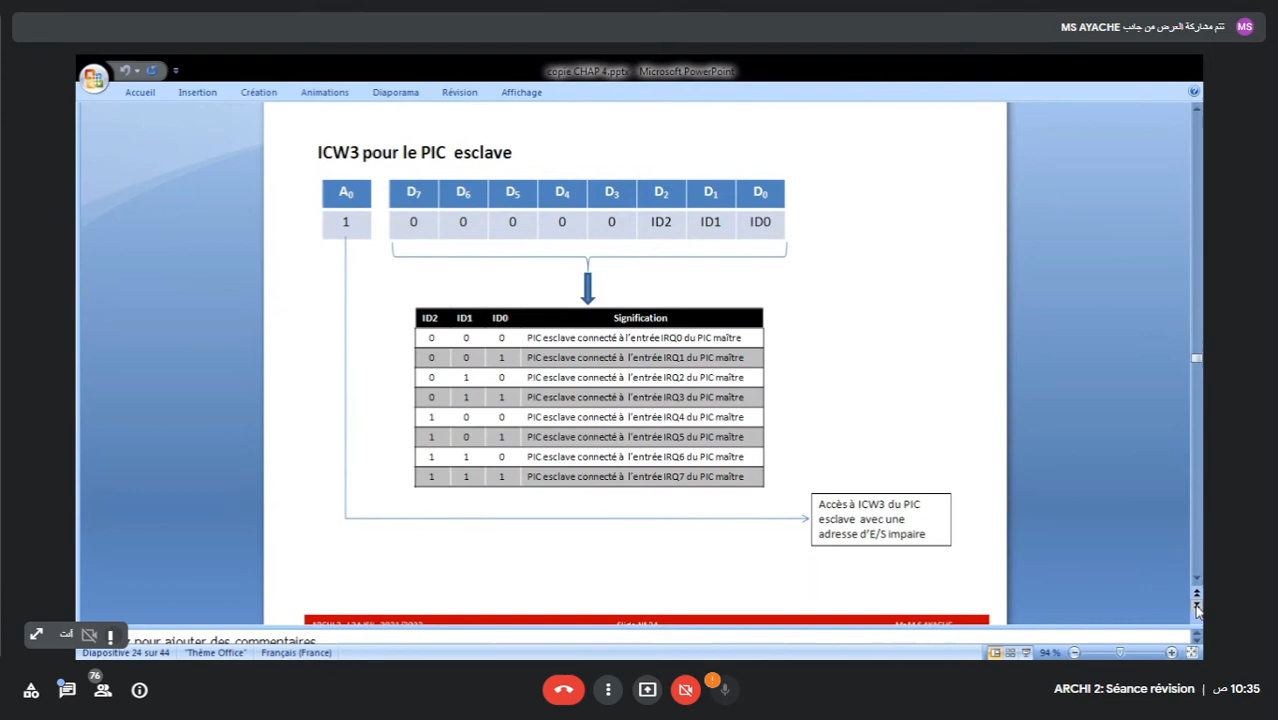 تتم مشاركة العرض من جانب MS AYACHE
MS
copie CHAP 4.pptx - Microsoft PowerPoint
Accueil Insertion Création Animations Diaporama Révision Affichage
ICW3 pour le PIC esclave
A0 D7 D6 D5 D4 D3 D2 D1 D0
1 0 0 0 0 0 ID2 ID1 ID0
ID2 ID1 ID0 Signification
0 0 0 PIC esclave connecté à l'entrée IRQ0 du PIC maître
0 0 1 PIC esclave connecté à l'entrée IRQ1 du PIC maître
0 1 0 PIC esclave connecté à l'entrée IRQ2 du PIC maître
0 1 1 PIC esclave connecté à l'entrée IRQ3 du PIC maître
1 0 0 PIC esclave connecté à l'entrée IRQ4 du PIC maître
1 0 1 PIC esclave connecté à l'entrée IRQ5 du PIC maître
1 1 0 PIC esclave connecté à l'entrée IRQ6 du PIC maître
1 1 1 PIC esclave connecté à l'entrée IRQ7 du PIC maître
Accès à ICW3 du PIC
esclave avec une
adresse d'E/S impaire
أنت
pour ajouter des commentaires
Diapositive 24 sur 44 "Thème Office" Français (France)
94 %
76
ARCHI 2: Séance révision | 10:35 ص